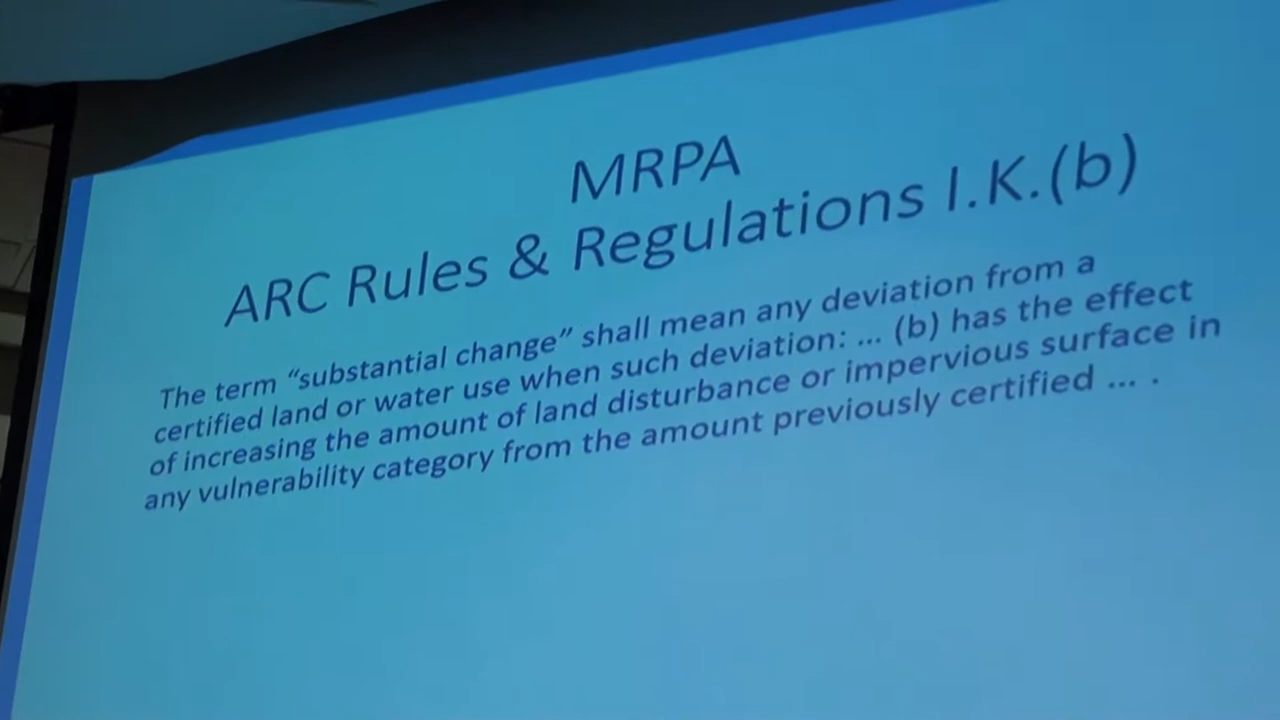 MRPA
ARC Rules & Regulations I.K.(b)
The term “substantial change” shall mean any deviation from a
certified land or water use when such deviation: ... (b) has the effect
of increasing the amount of land disturbance or impervious surface in
any vulnerability category from the amount previously certified ... .